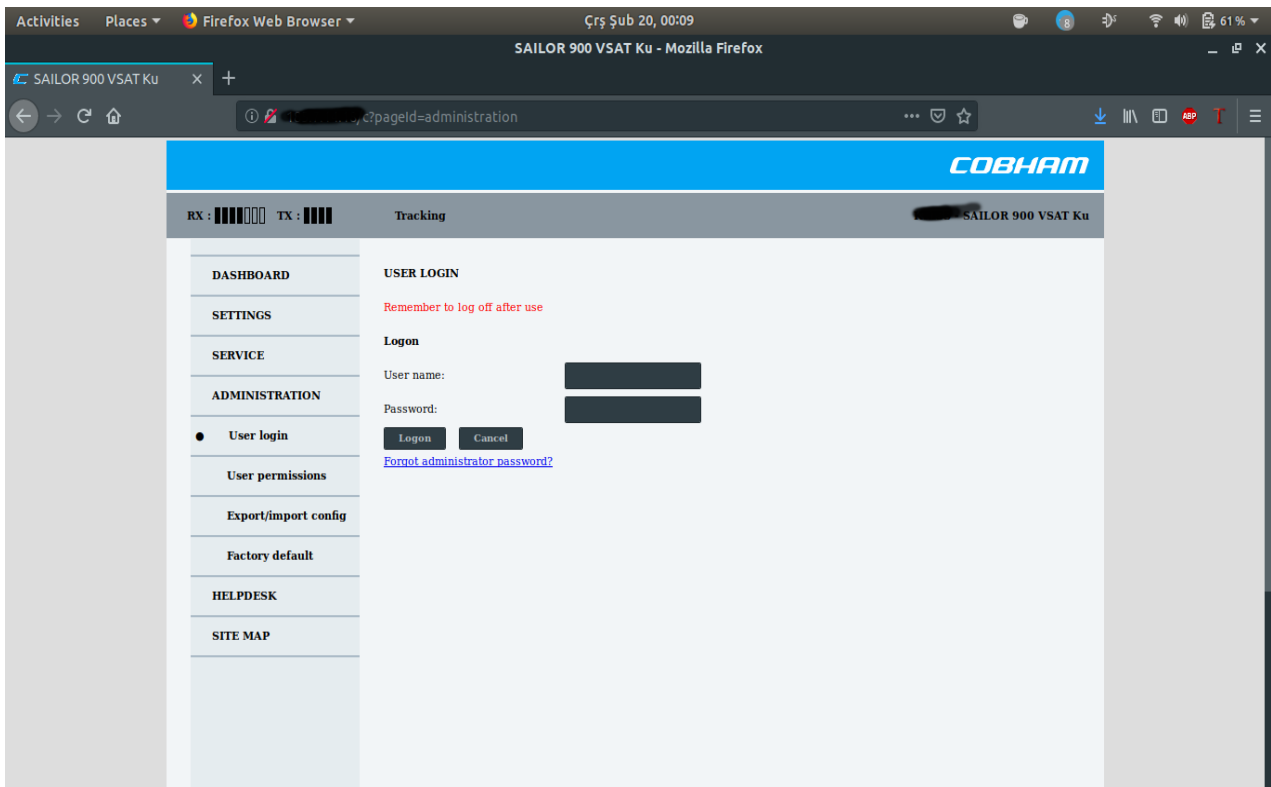 Activities Places Firefox Web Browser Çrş Şub 20, 00:09 8 61 %
SAILOR 900 VSAT Ku - Mozilla Firefox
SAILOR 900 VSAT Ku
c?pageId=administration ABP T
COBHAM
RX : TX : Tracking SAILOR 900 VSAT Ku
DASHBOARD
SETTINGS
SERVICE
ADMINISTRATION
User login
User permissions
Export/import config
Factory default
HELPDESK
SITE MAP
USER LOGIN
Remember to log off after use
Logon
User name:
Password:
Logon Cancel
Forgot administrator password?